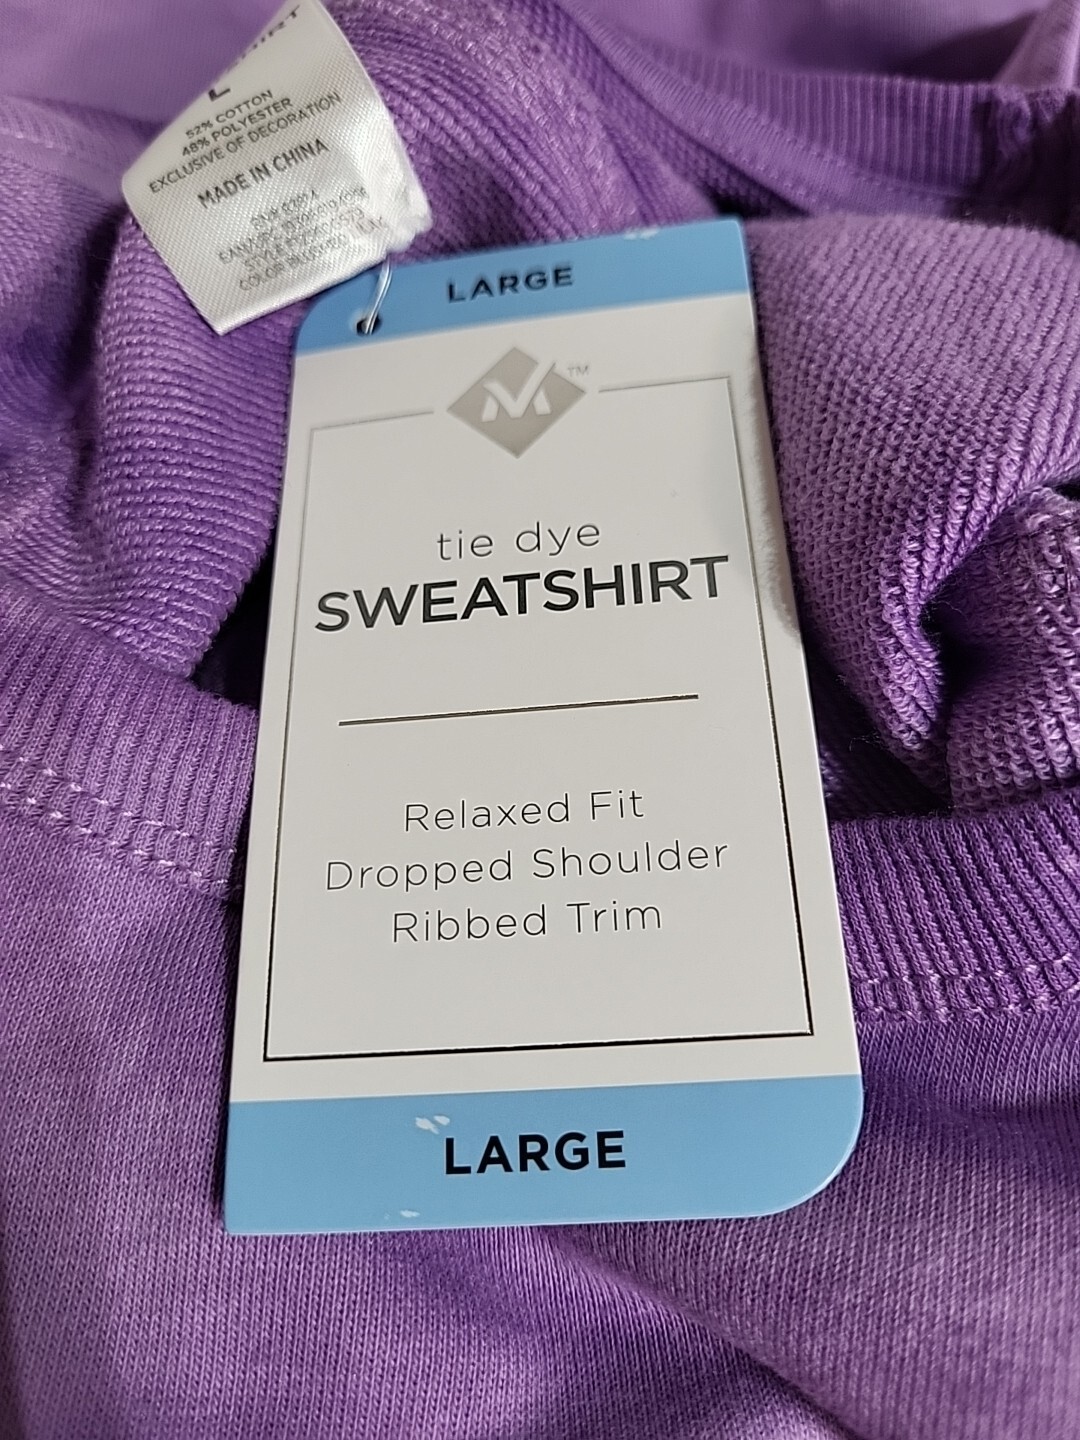 L
52% COTTON
48% POLYESTER
EXCLUSIVE OF DECORATION
MADE IN CHINA
LARGE
M™
tie dye
SWEATSHIRT
Relaxed Fit
Dropped Shoulder
Ribbed Trim
LARGE